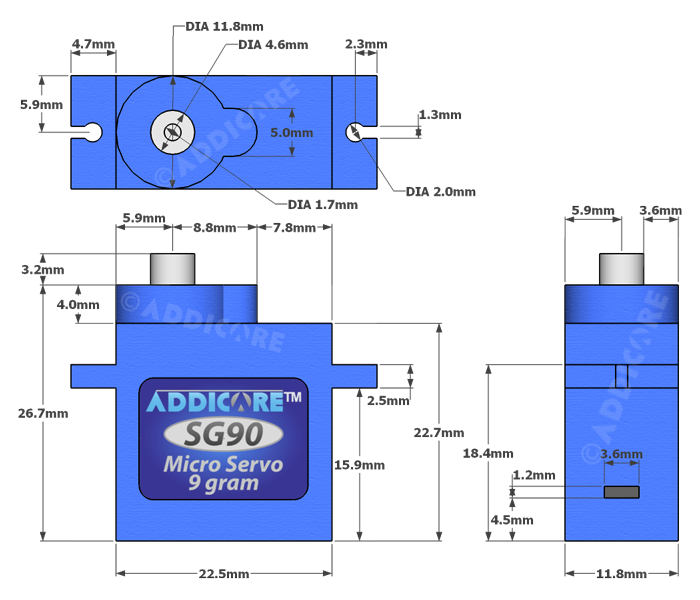 DIA 11.8mm
4.7mm
DIA 4.6mm
2.3mm
5.9mm
©ADDICORE
1.3mm
5.0mm
DIA 2.0mm
DIA 1.7mm
5.9mm
8.8mm
7.8mm
5.9mm
3.6mm
3.2mm
4.0mm
©ADDICORE
©ADDICORE
2.5mm
ADDICORE™
SG90
Micro Servo
9 gram
26.7mm
22.7mm
15.9mm
18.4mm
3.6mm
1.2mm
4.5mm
22.5mm
11.8mm